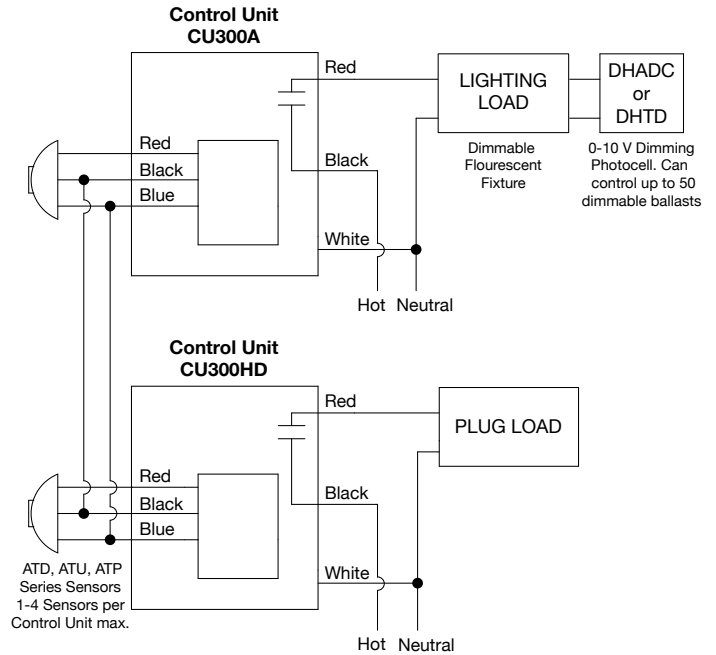 Control Unit
CU300A
Red
LIGHTING
LOAD
DHADC
or
DHTD
Red
Black
Blue
Black
Dimmable
Flourescent
Fixture
0-10 V Dimming
Photocell. Can
control up to 50
dimmable ballasts
White
Hot Neutral
Control Unit
CU300HD
Red
PLUG LOAD
Red
Black
Blue
Black
White
ATD, ATU, ATP
Series Sensors
1-4 Sensors per
Control Unit max.
Hot Neutral